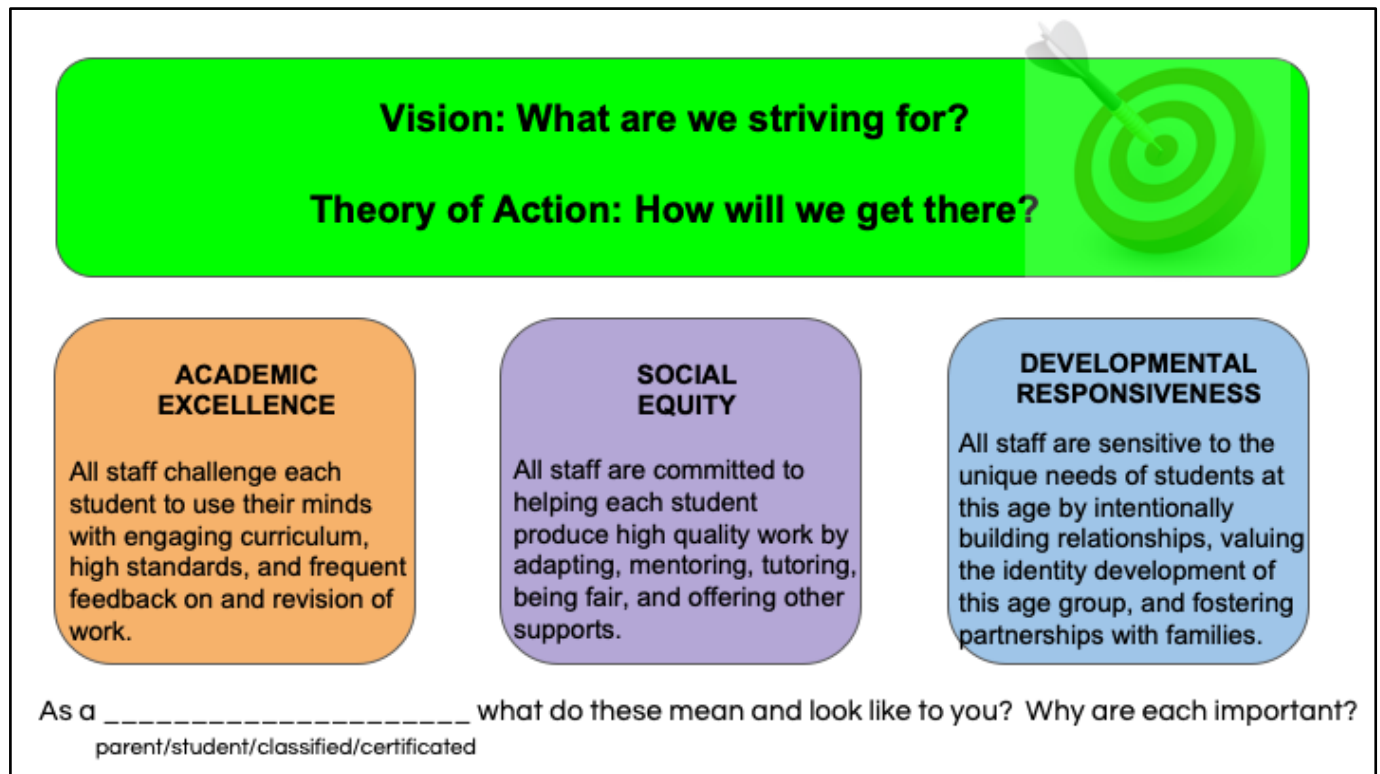 Vision: What are we striving for?
Theory of Action: How will we get there?
ACADEMIC
EXCELLENCE
All staff challenge each
student to use their minds
with engaging curriculum,
high standards, and frequent
feedback on and revision of
work.
SOCIAL
EQUITY
All staff are committed to
helping each student
produce high quality work by
adapting, mentoring, tutoring,
being fair, and offering other
supports.
DEVELOPMENTAL
RESPONSIVENESS
All staff are sensitive to the
unique needs of students at
this age by intentionally
building relationships, valuing
the identity development of
this age group, and fostering
partnerships with families.
As a _____________________ what do these mean and look like to you? Why are each important?
parent/student/classified/certificated